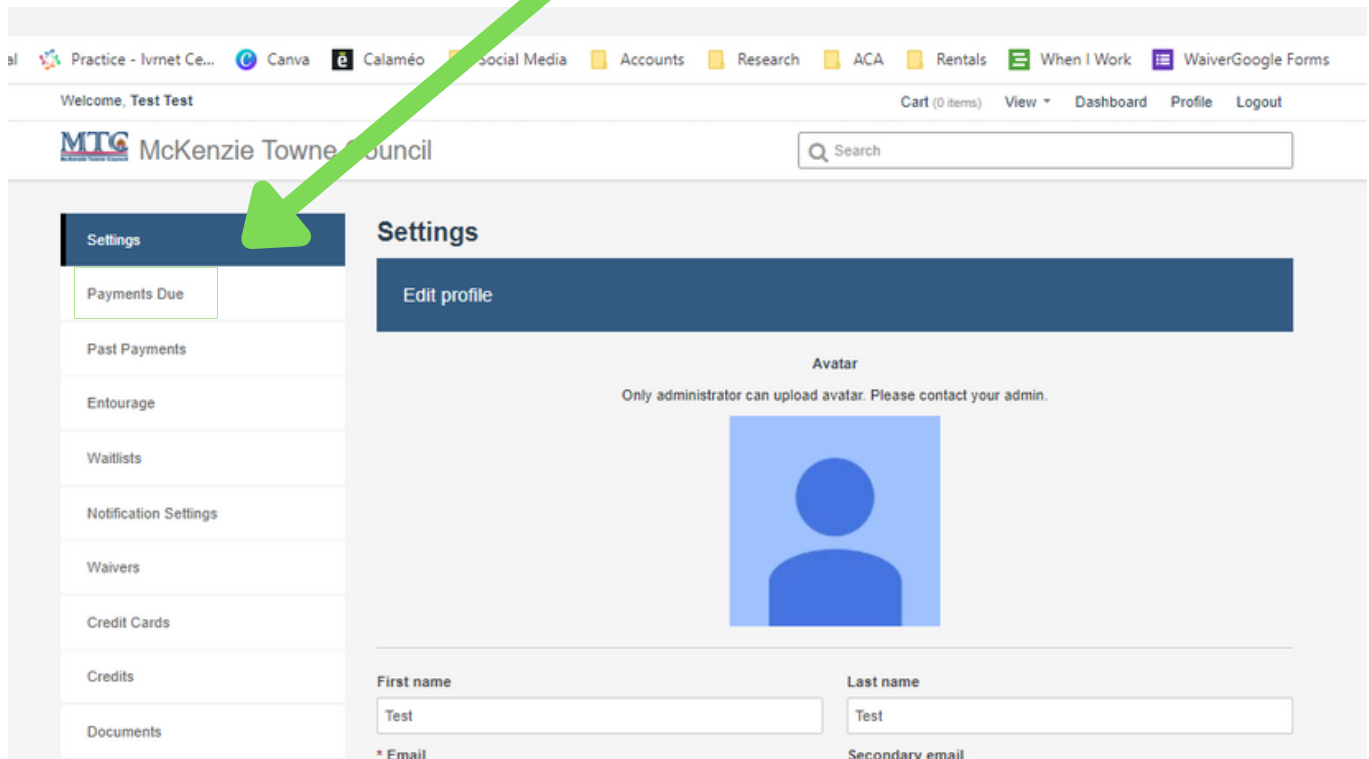 al Practice - Ivrnet Ce... Canva Calaméo Social Media Accounts Research ACA Rentals When I Work WaiverGoogle Forms
Welcome, Test Test Cart (0 items) View Dashboard Profile Logout
MTC McKenzie Towne Council Search
Settings
Payments Due
Past Payments
Entourage
Waitlists
Notification Settings
Waivers
Credit Cards
Credits
Documents
Settings
Edit profile
Avatar
Only administrator can upload avatar. Please contact your admin.
First name Last name
Test Test
* Email Secondary email